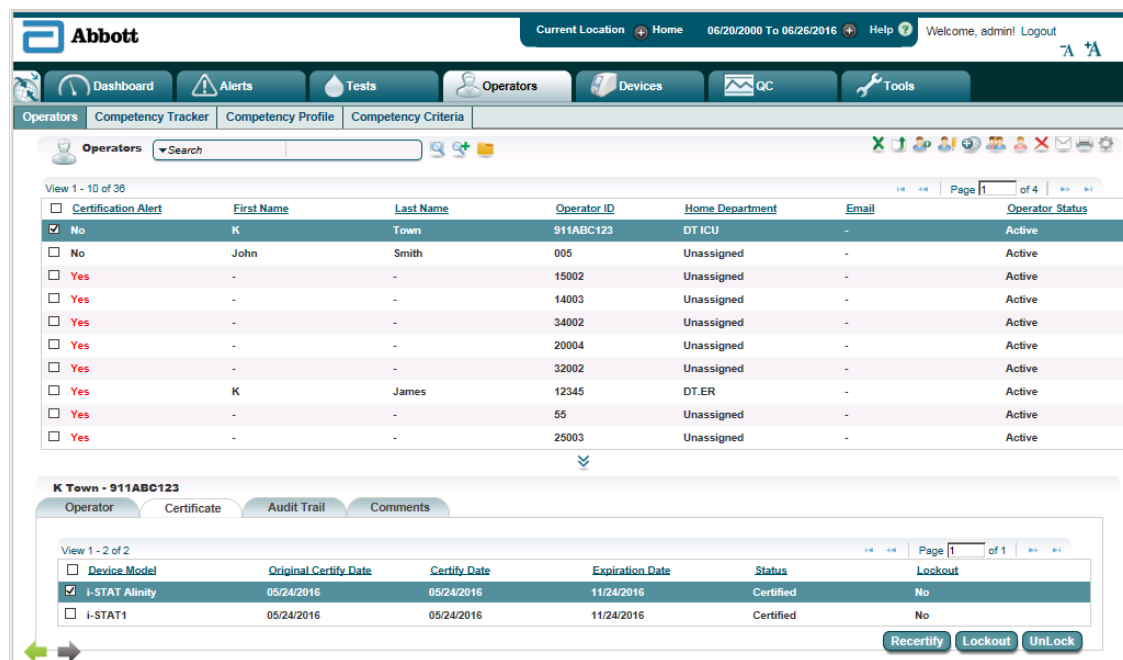 Abbott
Current Location Home 06/20/2000 To 06/26/2016 Help ? Welcome, admin! Logout
-A +A
Dashboard Alerts Tests Operators Devices QC Tools
Operators Competency Tracker Competency Profile Competency Criteria
Operators Search
View 1 - 10 of 36 Page 1 of 4
Certification Alert First Name Last Name Operator ID Home Department Email Operator Status
No K Town 911ABC123 DT ICU - Active
No John Smith 005 Unassigned - Active
Yes - - 15002 Unassigned - Active
Yes - - 14003 Unassigned - Active
Yes - - 34002 Unassigned - Active
Yes - - 20004 Unassigned - Active
Yes - - 32002 Unassigned - Active
Yes K James 12345 DT.ER - Active
Yes - - 55 Unassigned - Active
Yes - - 25003 Unassigned - Active
K Town - 911ABC123
Operator Certificate Audit Trail Comments
View 1 - 2 of 2 Page 1 of 1
Device Model Original Certify Date Certify Date Expiration Date Status Lockout
i-STAT Alinity 05/24/2016 05/24/2016 11/24/2016 Certified No
i-STAT1 05/24/2016 05/24/2016 11/24/2016 Certified No
Recertify Lockout UnLock